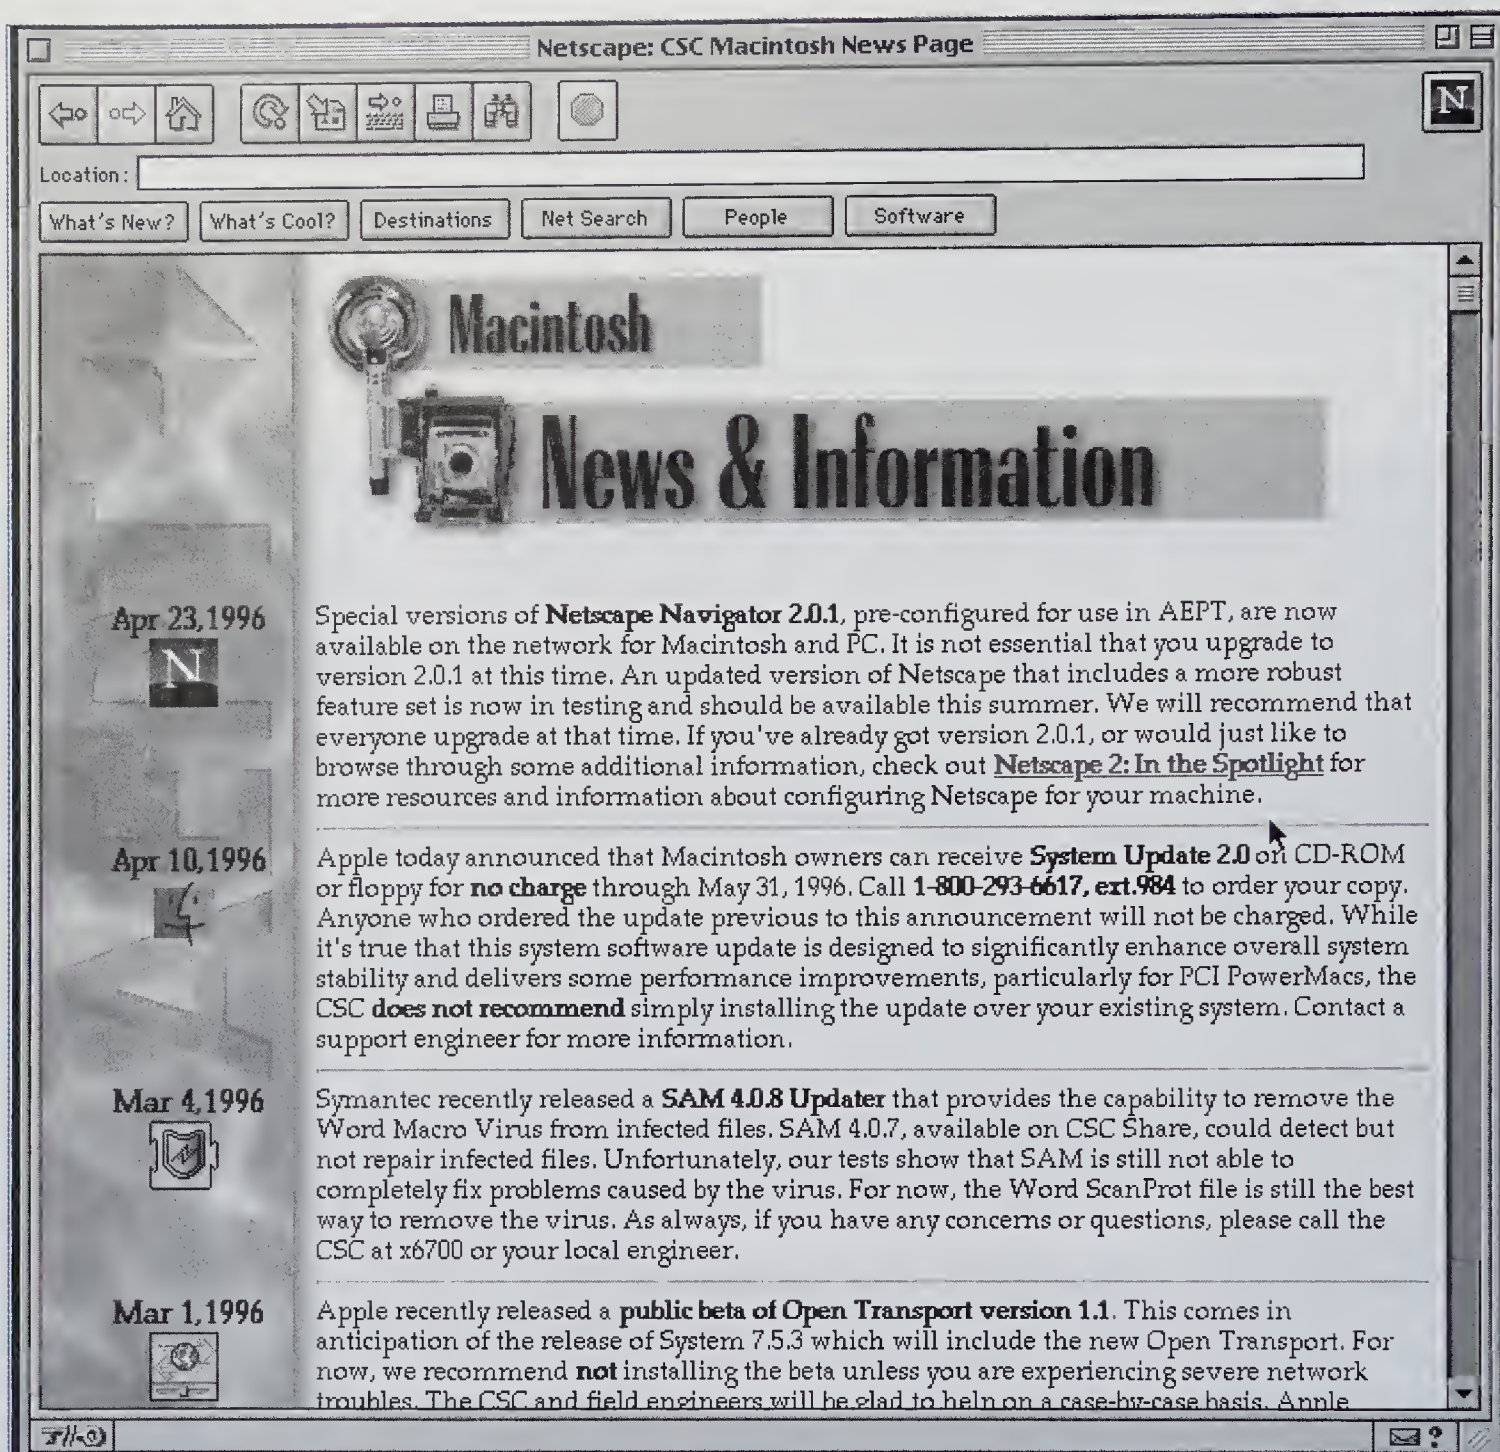 Netscape: CSC Macintosh News Page
N
Location:
What's New? What's Cool? Destinations Net Search People Software
Macintosh
News & Information
Apr 23,1996
N
Special versions of Netscape Navigator 2.0.1, pre-configured for use in AEPT, are now
available on the network for Macintosh and PC. It is not essential that you upgrade to
version 2.0.1 at this time. An updated version of Netscape that includes a more robust
feature set is now in testing and should be available this summer. We will recommend that
everyone upgrade at that time. If you've already got version 2.0.1, or would just like to
browse through some additional information, check out Netscape 2: In the Spotlight for
more resources and information about configuring Netscape for your machine.
Apr 10,1996
Apple today announced that Macintosh owners can receive System Update 2.0 on CD-ROM
or floppy for no charge through May 31, 1996. Call 1-800-293-6617, ext.984 to order your copy.
Anyone who ordered the update previous to this announcement will not be charged. While
it's true that this system software update is designed to significantly enhance overall system
stability and delivers some performance improvements, particularly for PCI PowerMacs, the
CSC does not recommend simply installing the update over your existing system. Contact a
support engineer for more information.
Mar 4,1996
Symantec recently released a SAM 4.0.8 Updater that provides the capability to remove the
Word Macro Virus from infected files. SAM 4.0.7, available on CSC Share, could detect but
not repair infected files. Unfortunately, our tests show that SAM is still not able to
completely fix problems caused by the virus. For now, the Word ScanProt file is still the best
way to remove the virus. As always, if you have any concerns or questions, please call the
CSC at x6700 or your local engineer.
Mar 1,1996
Apple recently released a public beta of Open Transport version 1.1. This comes in
anticipation of the release of System 7.5.3 which will include the new Open Transport. For
now, we recommend not installing the beta unless you are experiencing severe network
troubles. The CSC and field engineers will be glad to help on a case-by-case basis. Apple
?